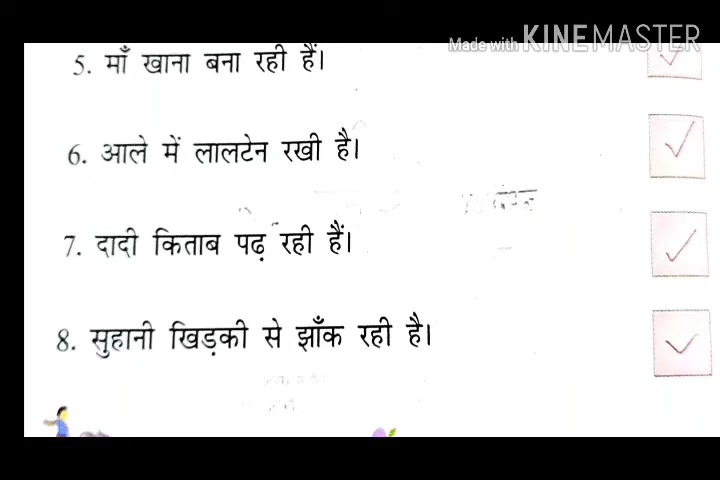 Made with KINEMASTER
5. माँ खाना बना रही हैं।
6. आले में लालटेन रखी है।
7. दादी किताब पढ़ रही हैं।
8. सुहानी खिड़की से झाँक रही है।